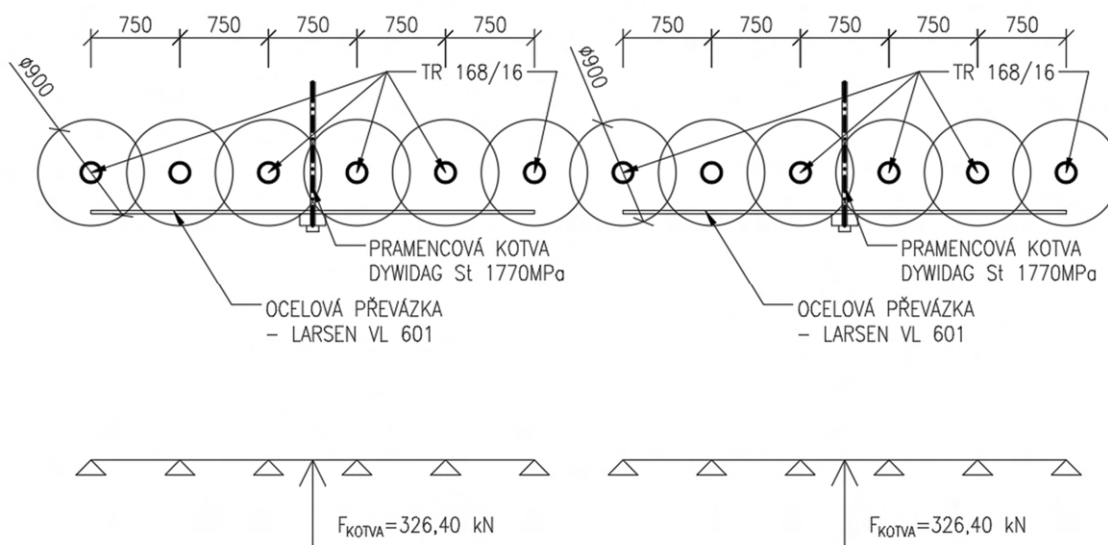 750 750 750 750 750 750 750 750 750 750
ø900 TR 168/16 ø900 TR 168/16
PRAMENCOVÁ KOTVA
DYWIDAG St 1770MPa
OCELOVÁ PŘEVÁZKA
– LARSEN VL 601
PRAMENCOVÁ KOTVA
DYWIDAG St 1770MPa
OCELOVÁ PŘEVÁZKA
– LARSEN VL 601
FKOTVA=326,40 kN FKOTVA=326,40 kN